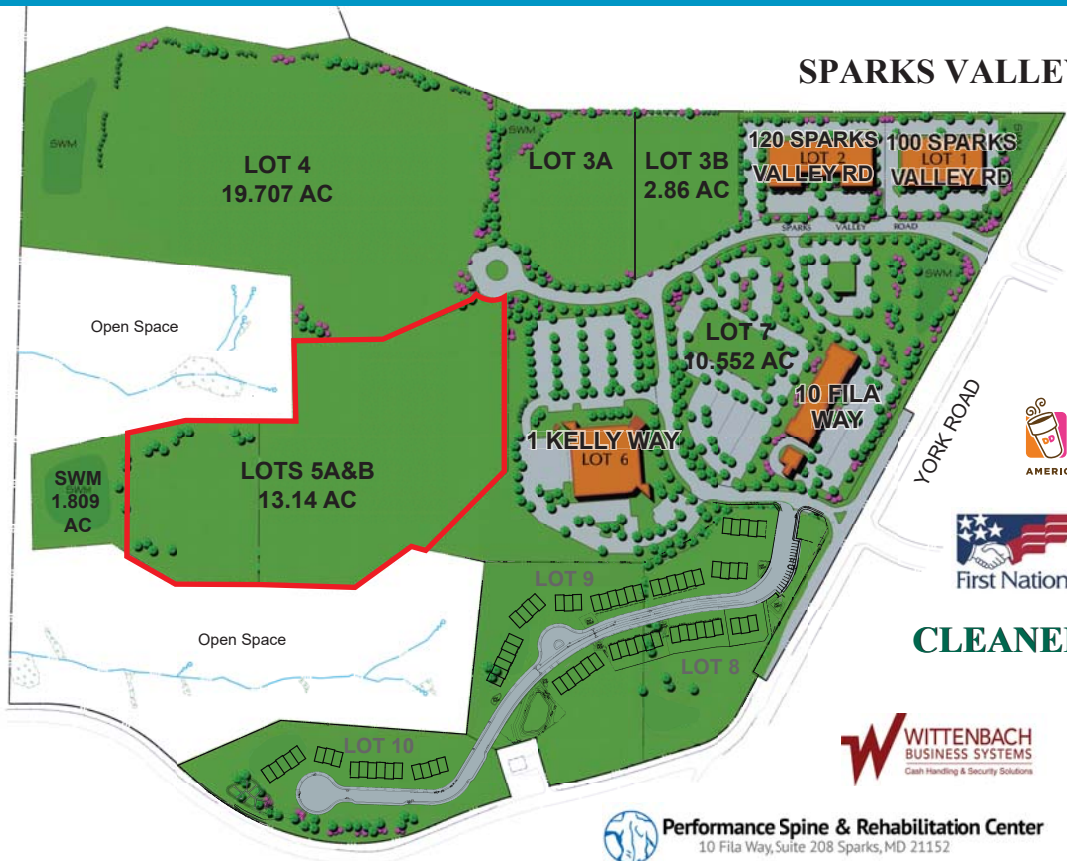 SPARKS VALLEY
SWM
LOT 4
19.707 AC
SWM
LOT 3A
LOT 3B
2.86 AC
120 SPARKS
LOT 2
VALLEY RD
100 SPARKS
LOT 1
VALLEY RD
SPARKS VALLEY ROAD
SWM
Open Space
LOT 7
10.552 AC
10 FILA
WAY
YORK ROAD
1 KELLY WAY
LOT 6
LOTS 5A&B
13.14 AC
SWM
SWM
1.809
AC
DD
AMERIC
First Nation
LOT 9
Open Space
LOT 8
CLEANE
LOT 10
W
WITTENBACH
BUSINESS SYSTEMS
Cash Handling & Security Solutions
Performance Spine & Rehabilitation Center
10 Fila Way, Suite 208 Sparks, MD 21152